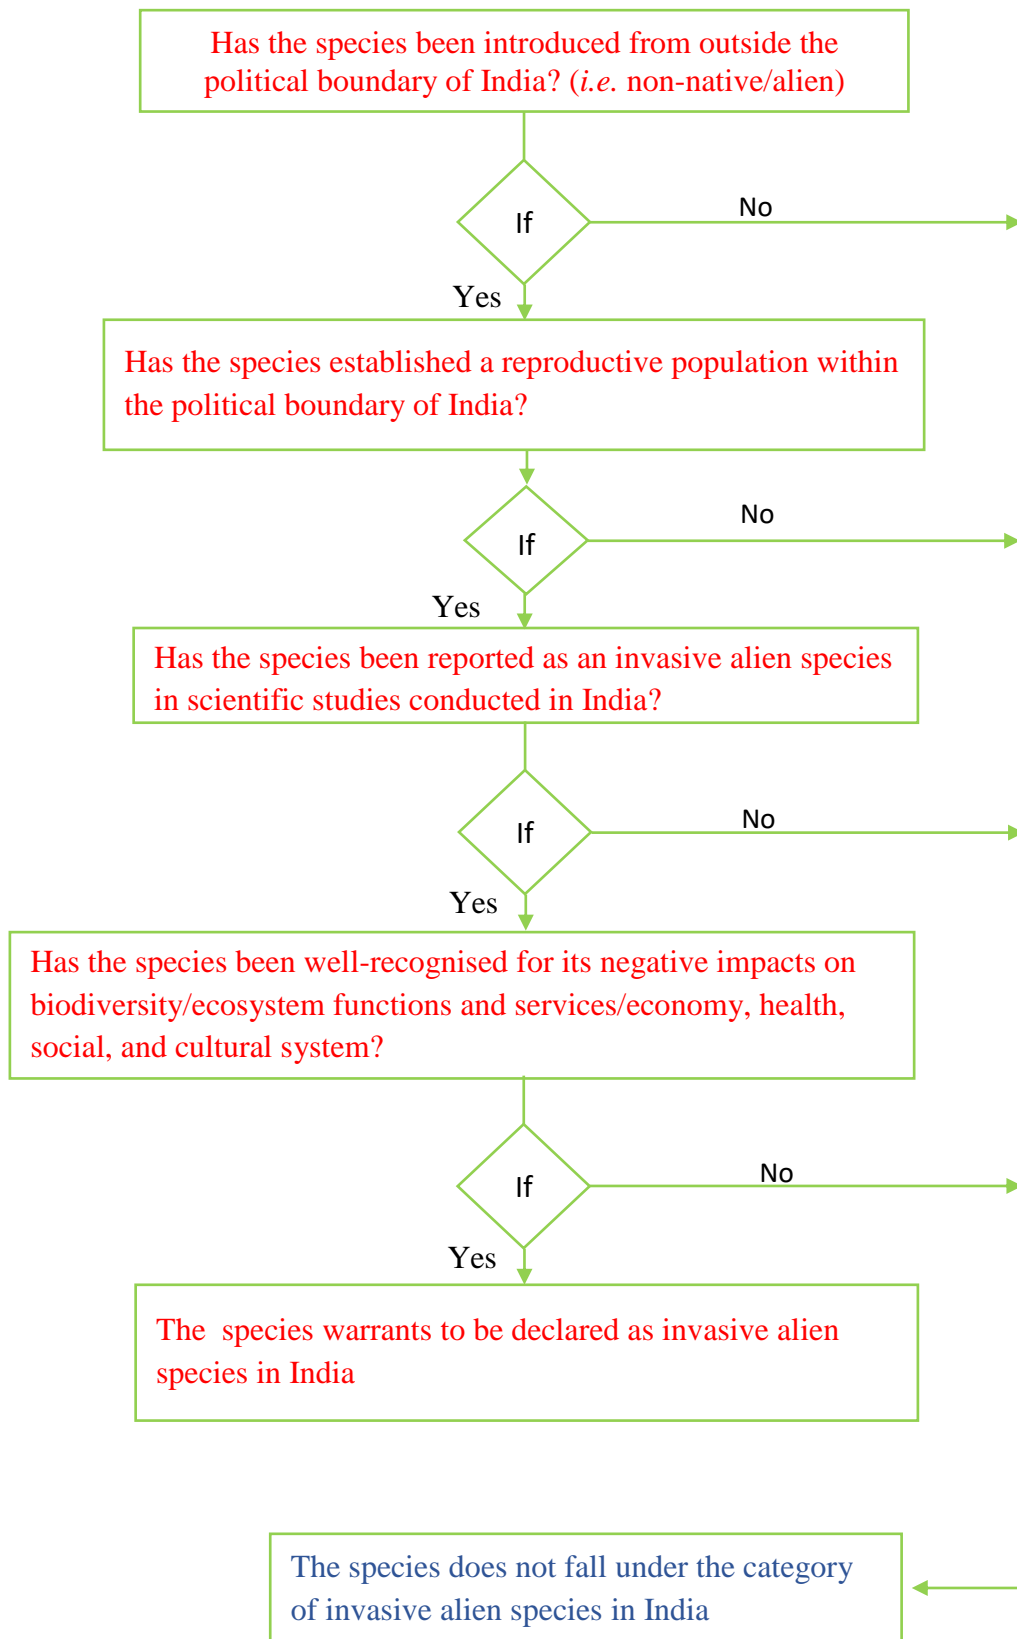 Has the species been introduced from outside the
political boundary of India? (i.e. non-native/alien)
If
No
Yes
Has the species established a reproductive population within
the political boundary of India?
If
No
Yes
Has the species been reported as an invasive alien species
in scientific studies conducted in India?
If
No
Yes
Has the species been well-recognised for its negative impacts on
biodiversity/ecosystem functions and services/economy, health,
social, and cultural system?
If
No
Yes
The species warrants to be declared as invasive alien
species in India
The species does not fall under the category
of invasive alien species in India